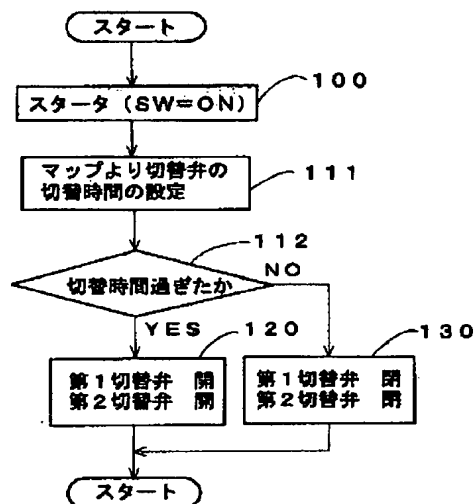 スタート
スタータ (SW=ON)
100
マップより切替弁の
切替時間の設定
111
112
切替時間過ぎたか
NO
YES
120
130
第1切替弁 開
第2切替弁 開
第1切替弁 閉
第2切替弁 閉
スタート